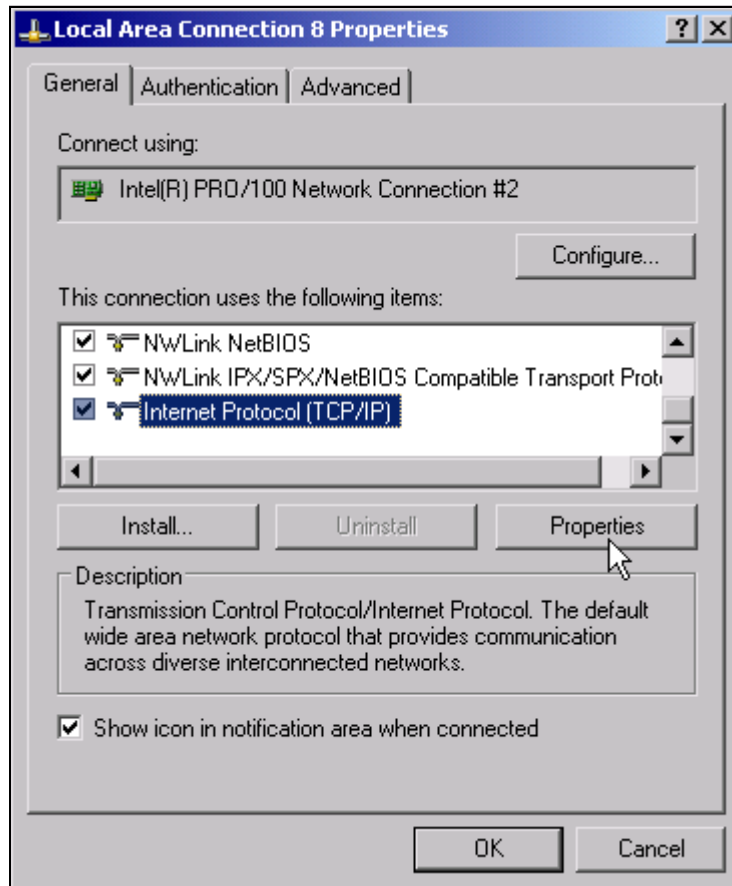 Local Area Connection 8 Properties
General
Authentication
Advanced
Connect using:
Intel(R) PRO/100 Network Connection #2
Configure...
This connection uses the following items:
NWLink NetBIOS
NWLink IPX/SPX/NetBIOS Compatible Transport Proto
Internet Protocol (TCP/IP)
Install...
Uninstall
Properties
Description
Transmission Control Protocol/Internet Protocol. The default
wide area network protocol that provides communication
across diverse interconnected networks.
Show icon in notification area when connected
OK
Cancel